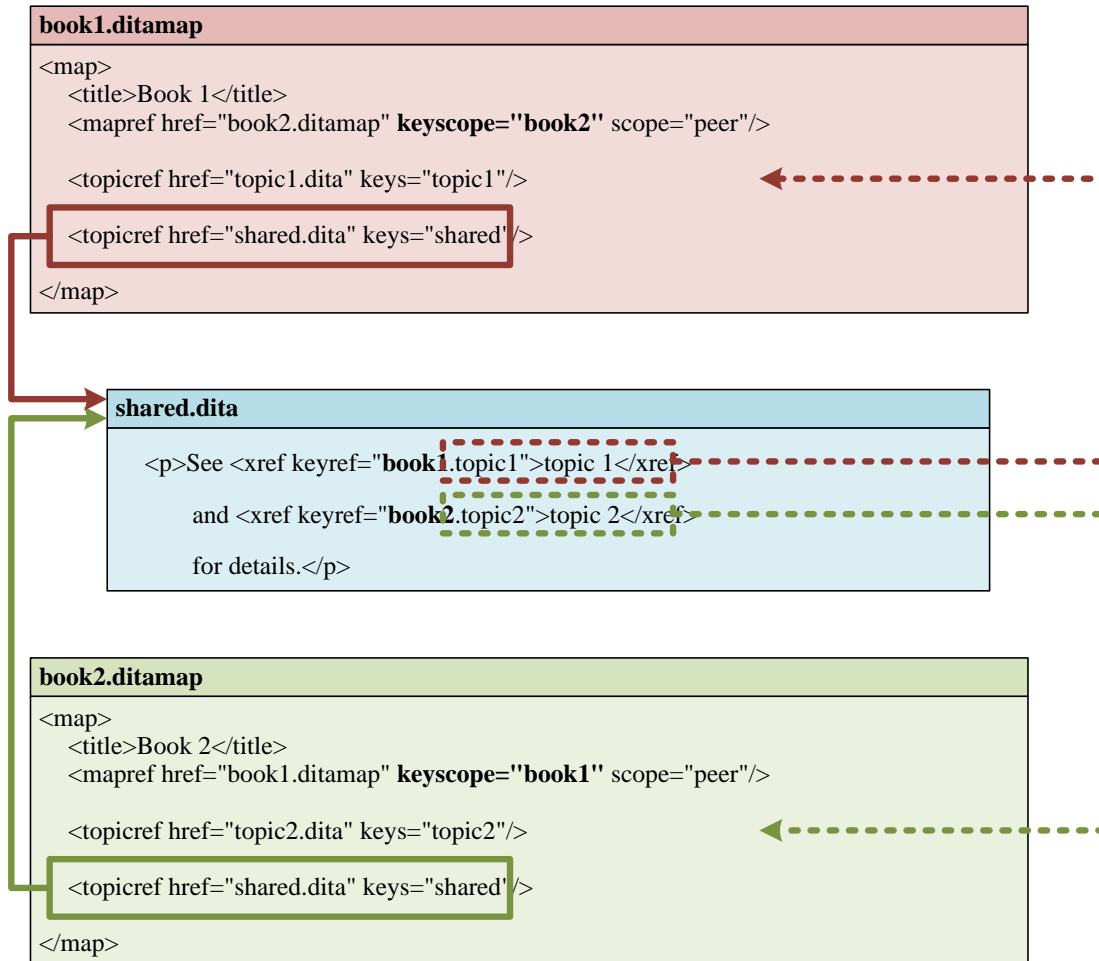 book1.ditamap
<map>
<title>Book 1</title>
<mapref href="book2.ditamap" keyscope="book2" scope="peer"/>
<topicref href="topic1.dita" keys="topic1"/>
<topicref href="shared.dita" keys="shared"/>
</map>
shared.dita
<p>See <xref keyref="book1.topic1">topic 1</xref>
and <xref keyref="book2.topic2">topic 2</xref>
for details.</p>
book2.ditamap
<map>
<title>Book 2</title>
<mapref href="book1.ditamap" keyscope="book1" scope="peer"/>
<topicref href="topic2.dita" keys="topic2"/>
<topicref href="shared.dita" keys="shared"/>
</map>